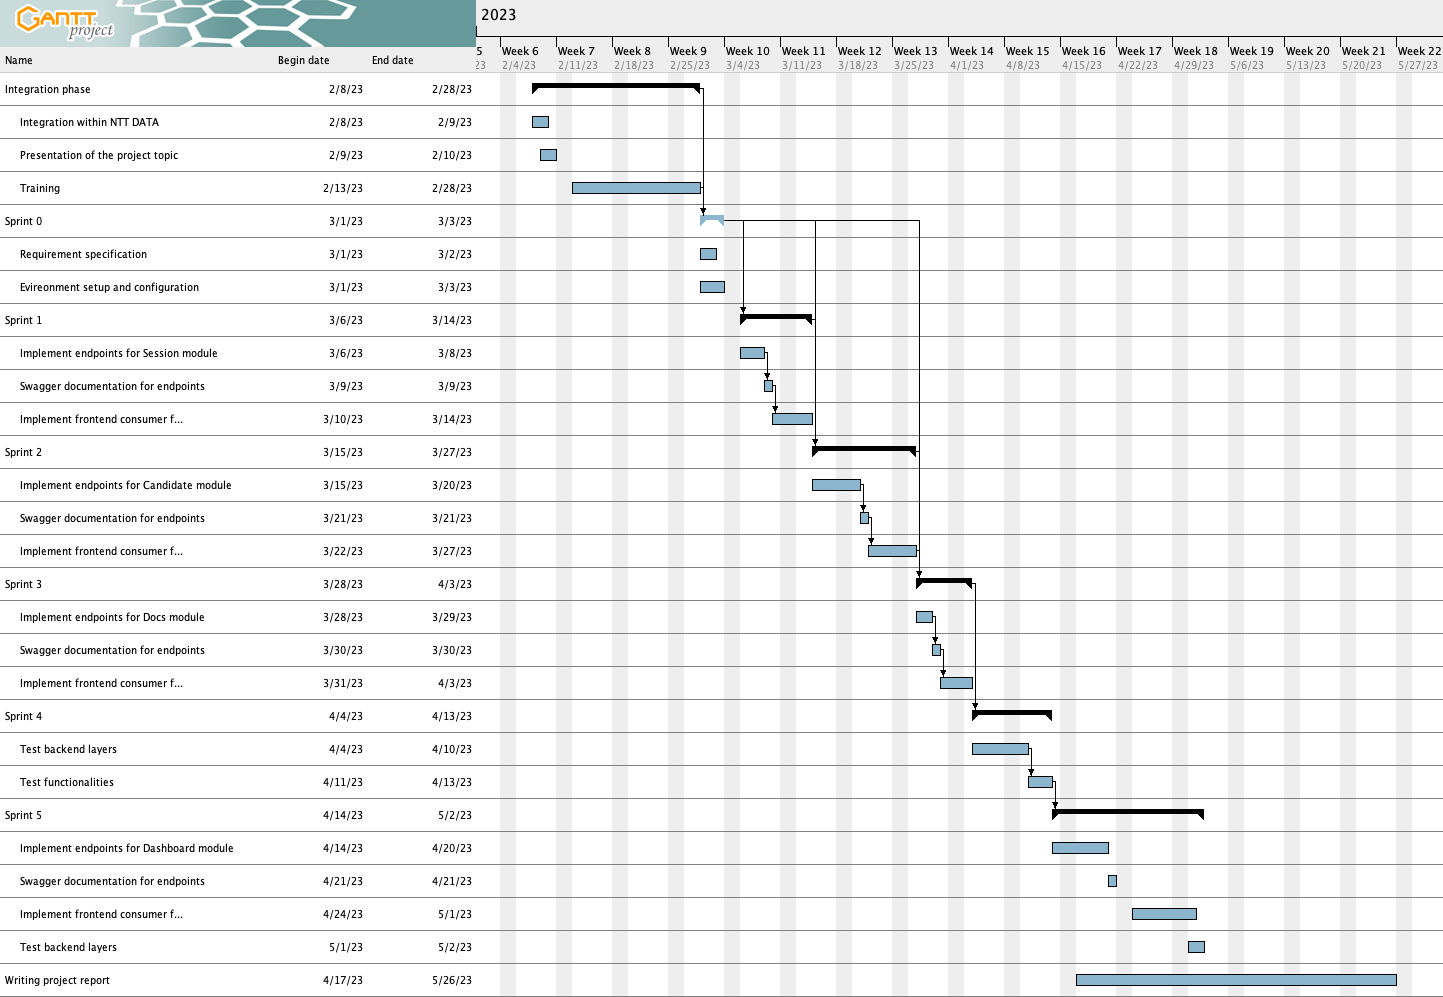 GANTT
project
2023
5 Week 6 Week 7 Week 8 Week 9 Week 10 Week 11 Week 12 Week 13 Week 14 Week 15 Week 16 Week 17 Week 18 Week 19 Week 20 Week 21 Week 22
23 2/4/23 2/11/23 2/18/23 2/25/23 3/4/23 3/11/23 3/18/23 3/25/23 4/1/23 4/8/23 4/15/23 4/22/23 4/29/23 5/6/23 5/13/23 5/20/23 5/27/23
Name Begin date End date
Integration phase 2/8/23 2/28/23
Integration within NTT DATA 2/8/23 2/9/23
Presentation of the project topic 2/9/23 2/10/23
Training 2/13/23 2/28/23
Sprint 0 3/1/23 3/3/23
Requirement specification 3/1/23 3/2/23
Evireonment setup and configuration 3/1/23 3/3/23
Sprint 1 3/6/23 3/14/23
Implement endpoints for Session module 3/6/23 3/8/23
Swagger documentation for endpoints 3/9/23 3/9/23
Implement frontend consumer f... 3/10/23 3/14/23
Sprint 2 3/15/23 3/27/23
Implement endpoints for Candidate module 3/15/23 3/20/23
Swagger documentation for endpoints 3/21/23 3/21/23
Implement frontend consumer f... 3/22/23 3/27/23
Sprint 3 3/28/23 4/3/23
Implement endpoints for Docs module 3/28/23 3/29/23
Swagger documentation for endpoints 3/30/23 3/30/23
Implement frontend consumer f... 3/31/23 4/3/23
Sprint 4 4/4/23 4/13/23
Test backend layers 4/4/23 4/10/23
Test functionalities 4/11/23 4/13/23
Sprint 5 4/14/23 5/2/23
Implement endpoints for Dashboard module 4/14/23 4/20/23
Swagger documentation for endpoints 4/21/23 4/21/23
Implement frontend consumer f... 4/24/23 5/1/23
Test backend layers 5/1/23 5/2/23
Writing project report 4/17/23 5/26/23